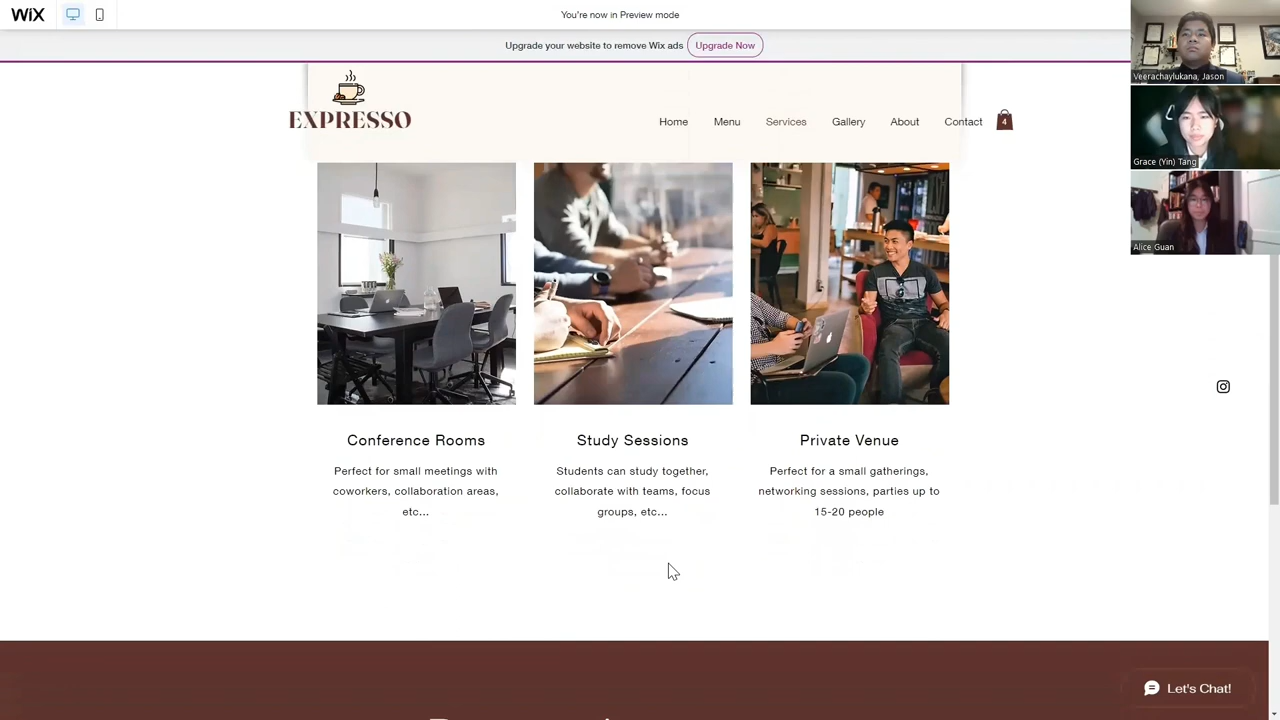 WiX
You're now in Preview mode
Upgrade your website to remove Wix ads
Upgrade Now
EXPRESSO
Home
Menu
Services
Gallery
About
Contact
4
Veerachaylukana, Jason
Grace (Yin) Tang
Alice Guan
Conference Rooms
Perfect for small meetings with
coworkers, collaboration areas,
etc...
Study Sessions
Students can study together,
collaborate with teams, focus
groups, etc...
Private Venue
Perfect for a small gatherings,
networking sessions, parties up to
15-20 people
Let's Chat!